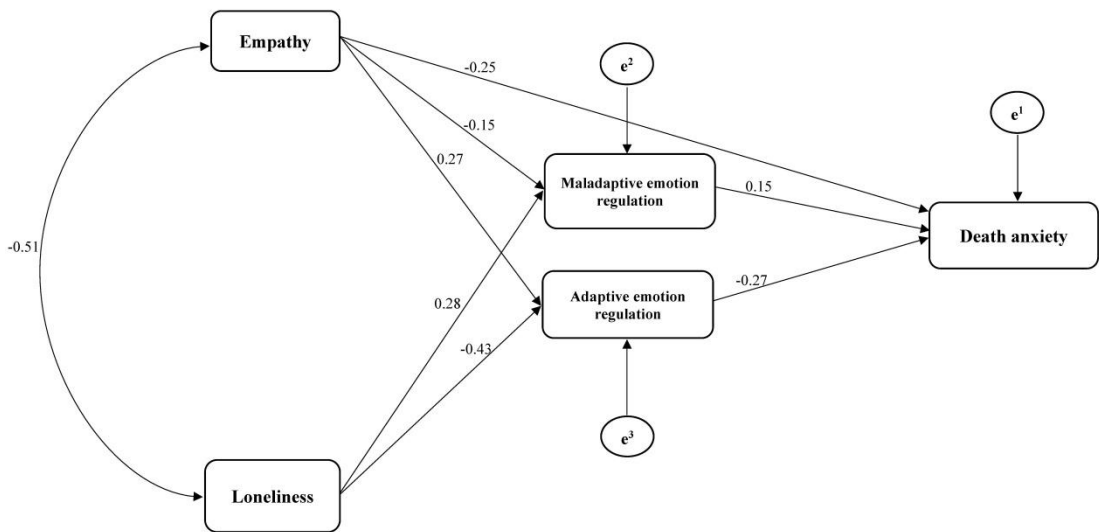 Empathy
-0.25
e²
e¹
-0.15
0.27
Maladaptive emotion
regulation
0.15
Death anxiety
-0.51
Adaptive emotion
regulation
-0.27
0.28
-0.43
e³
Loneliness